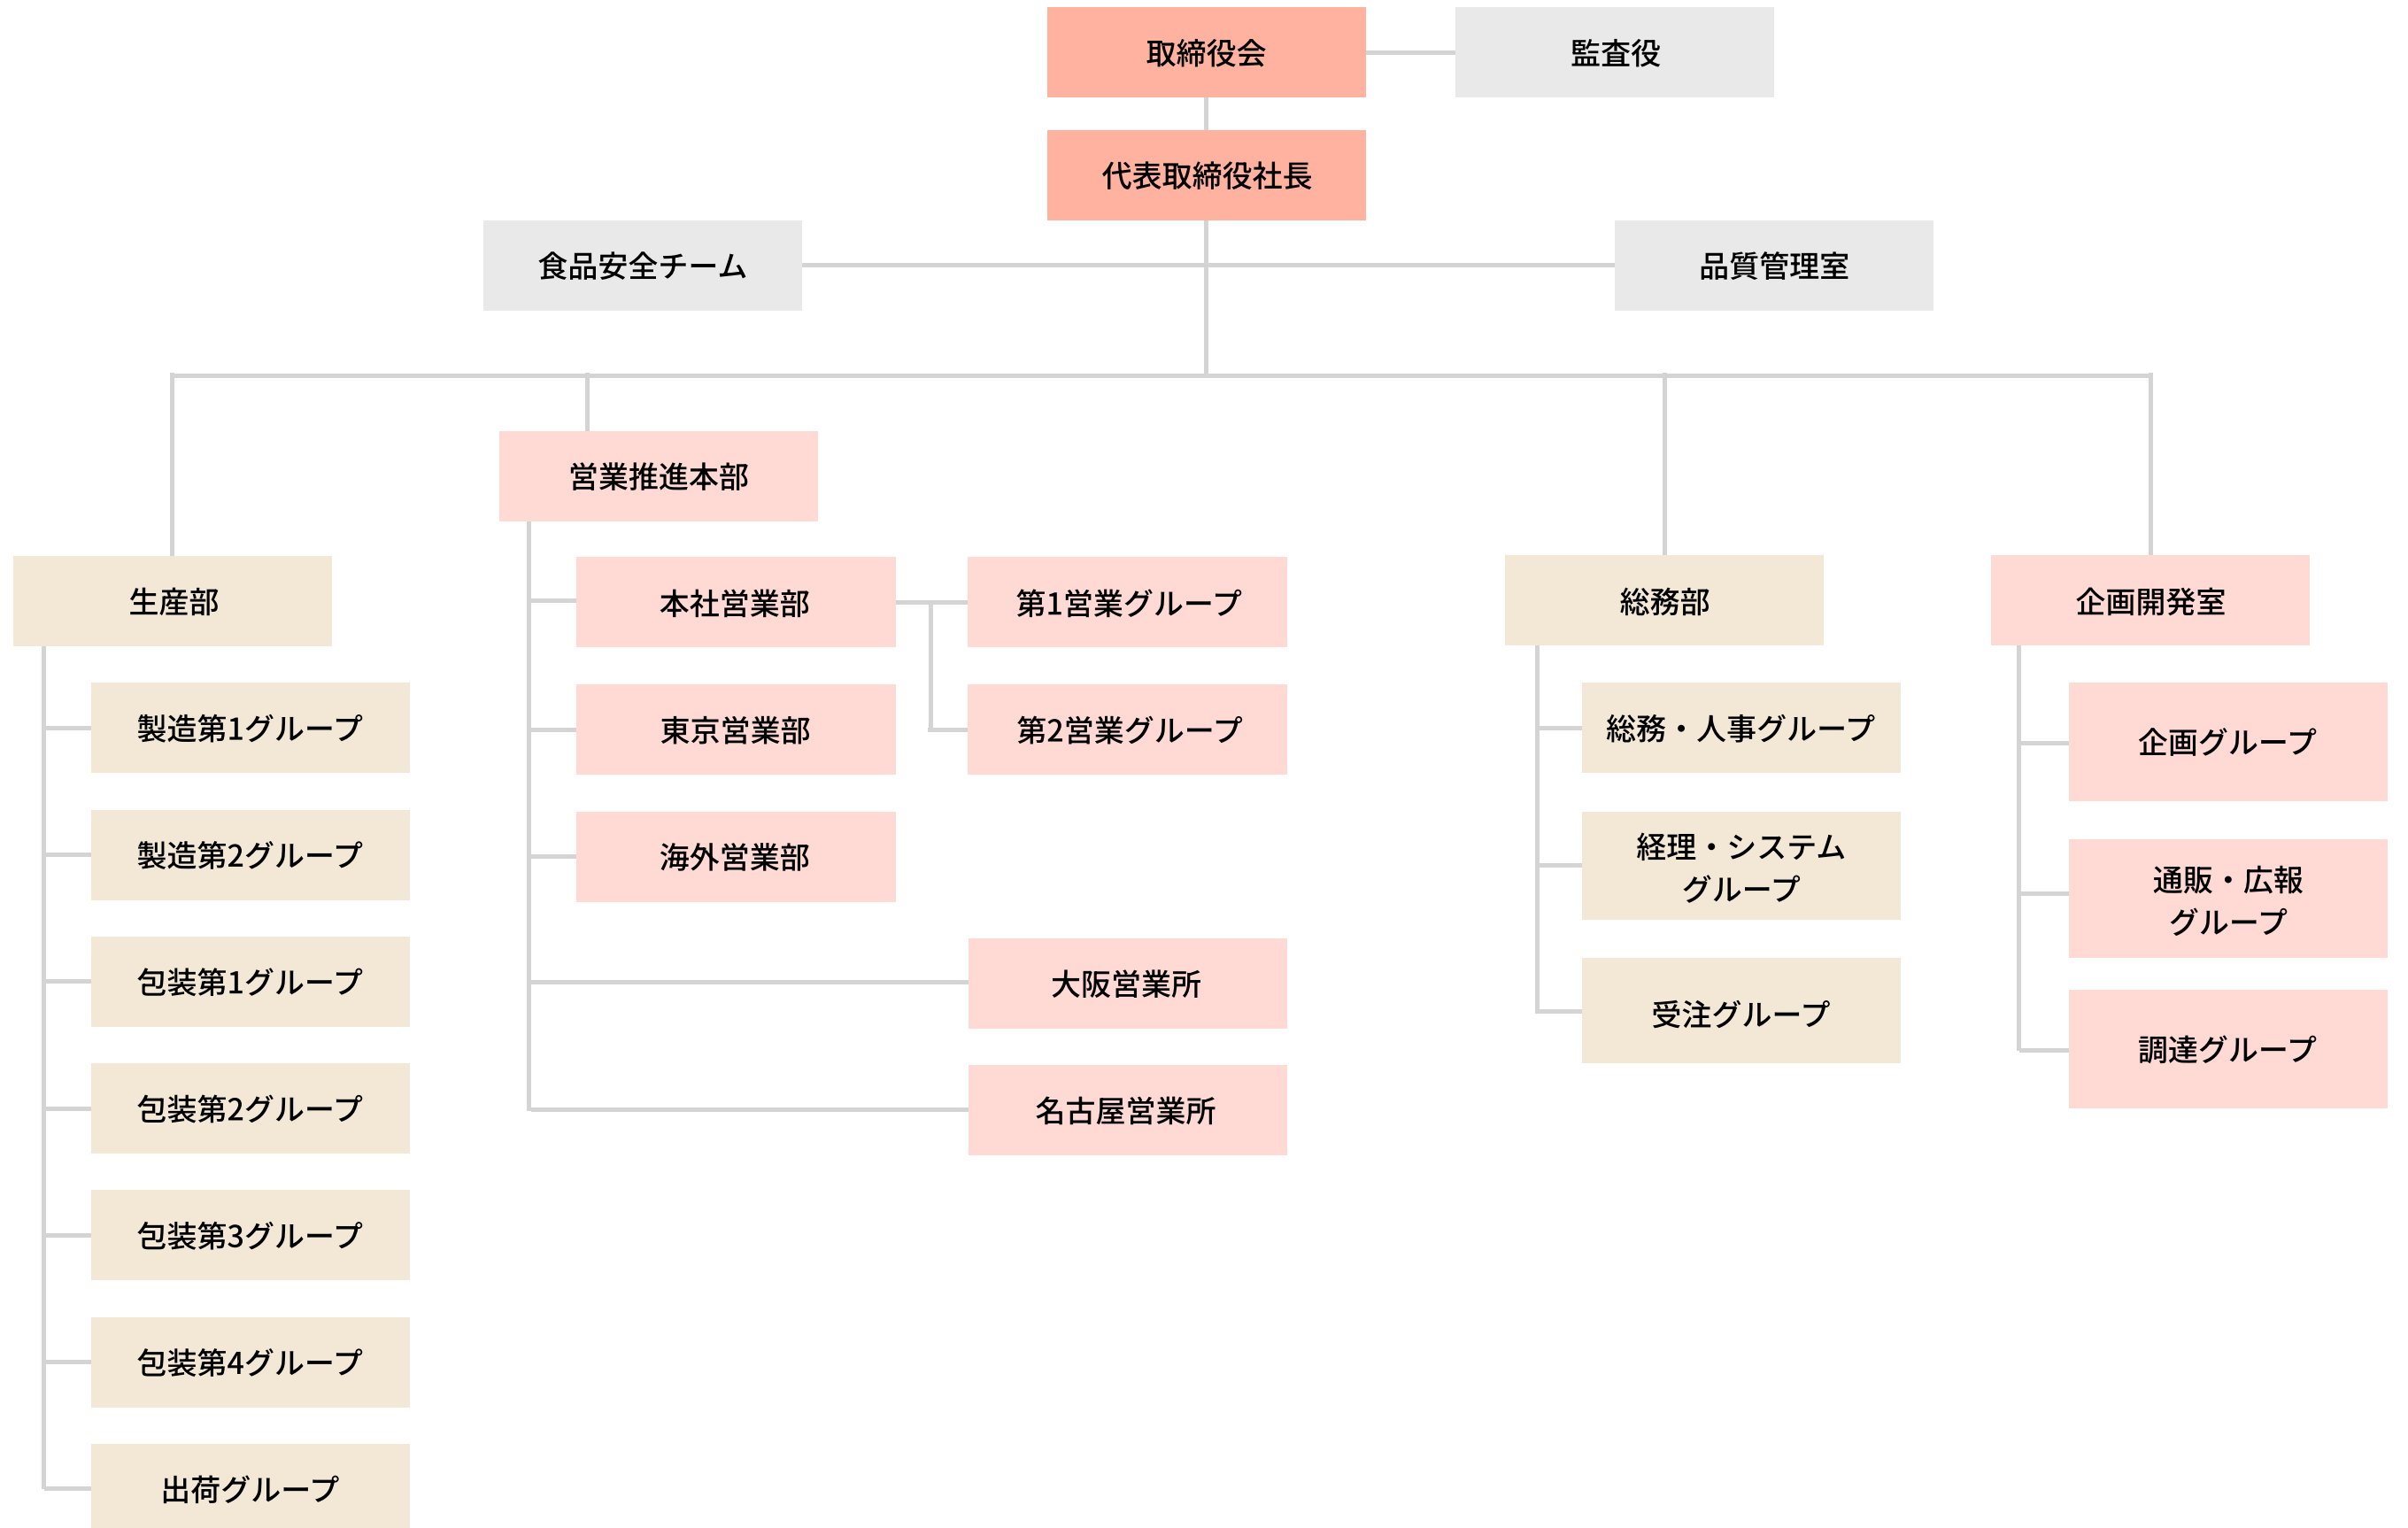 取締役会
監査役
代表取締役社長
食品安全チーム
品質管理室
営業推進本部
生産部
本社営業部
第1営業グループ
総務部
企画開発室
製造第1グループ
東京営業部
第2営業グループ
総務・人事グループ
企画グループ
製造第2グループ
海外営業部
経理・システム
グループ
通販・広報
グループ
包装第1グループ
大阪営業所
受注グループ
調達グループ
包装第2グループ
名古屋営業所
包装第3グループ
包装第4グループ
出荷グループ